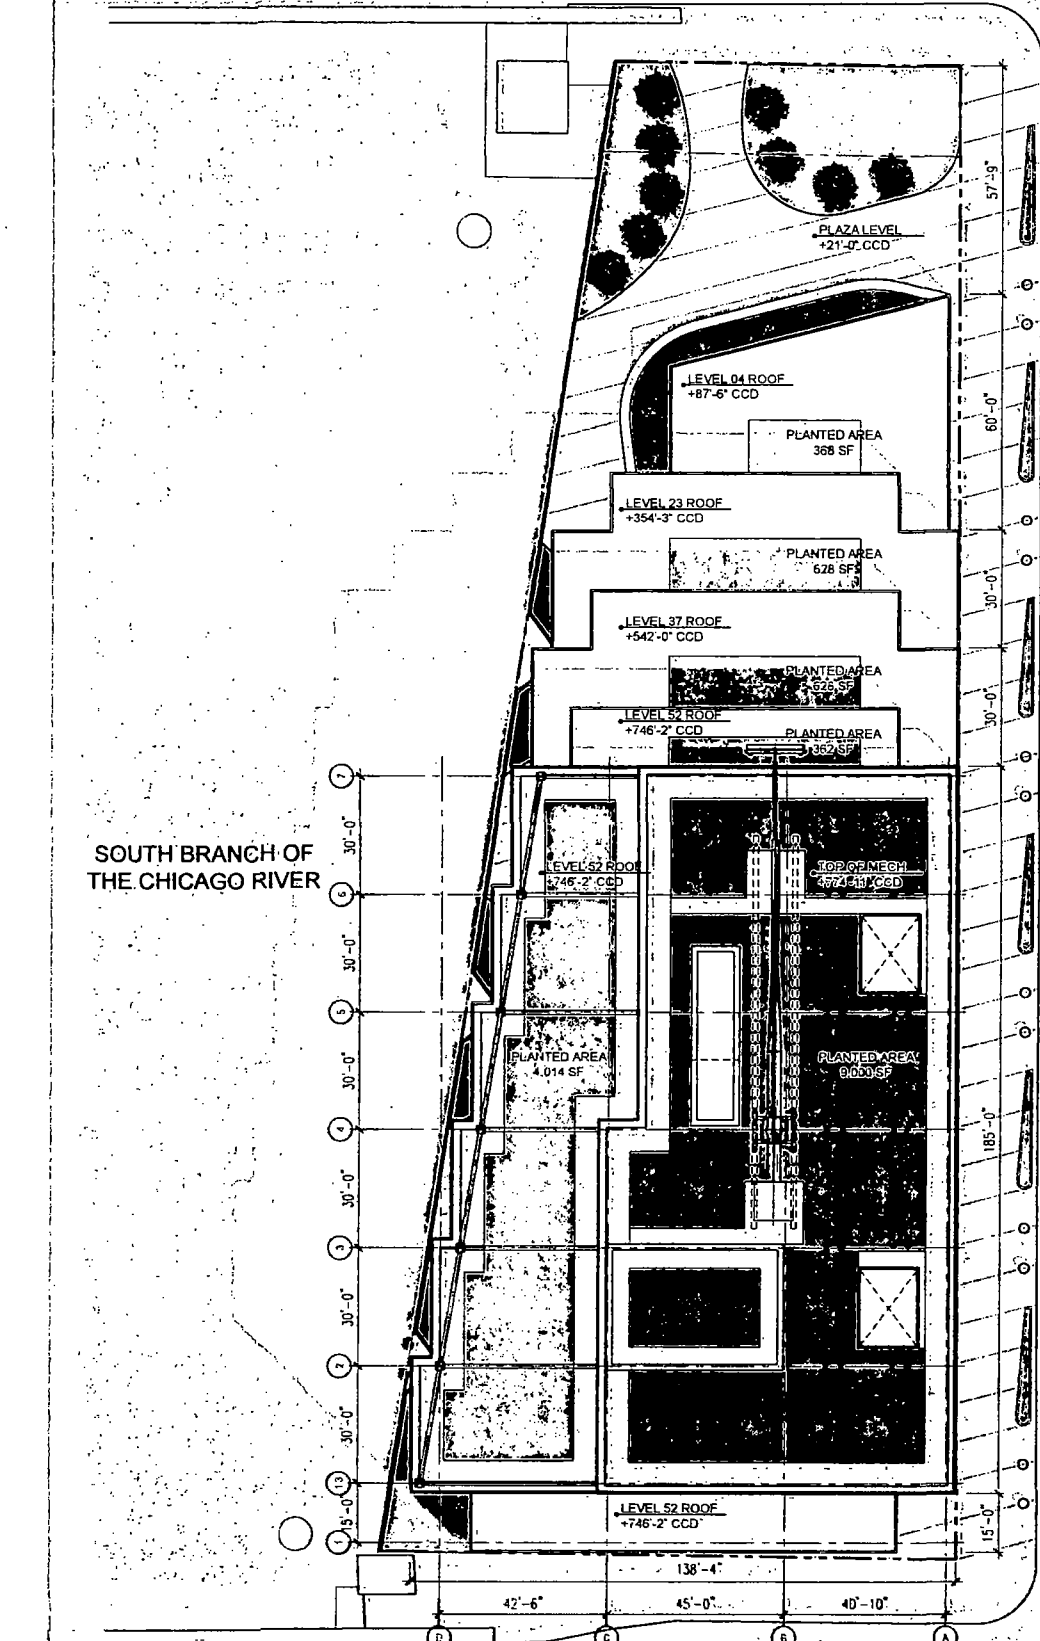 57'-9"
PLAZA LEVEL
+21'-0" CCD
LEVEL 04 ROOF
+87'-6" CCD
60'-0"
PLANTED AREA
368 SF
LEVEL 23 ROOF
+354'-3" CCD
PLANTED AREA
628 SF
30'-0"
LEVEL 37 ROOF
+542'-0" CCD
PLANTED AREA
628 SF
LEVEL 52 ROOF
+746'-2" CCD
PLANTED AREA
362 SF
30'-0"
7
30'-0"
SOUTH BRANCH OF
THE CHICAGO RIVER
LEVEL 52 ROOF
+746'-2" CCD
TOP OF MECH
+774'-11" CCD
6
30'-0"
5
30'-0"
PLANTED AREA
4,014 SF
PLANTED AREA
9,000 SF
185'-0"
4
30'-0"
3
30'-0"
2
30'-0"
1.3
15'-0"
LEVEL 52 ROOF
+746'-2" CCD
15'-0"
1
138'-4"
42'-6"
45'-0"
40'-10"
D
C
B
A